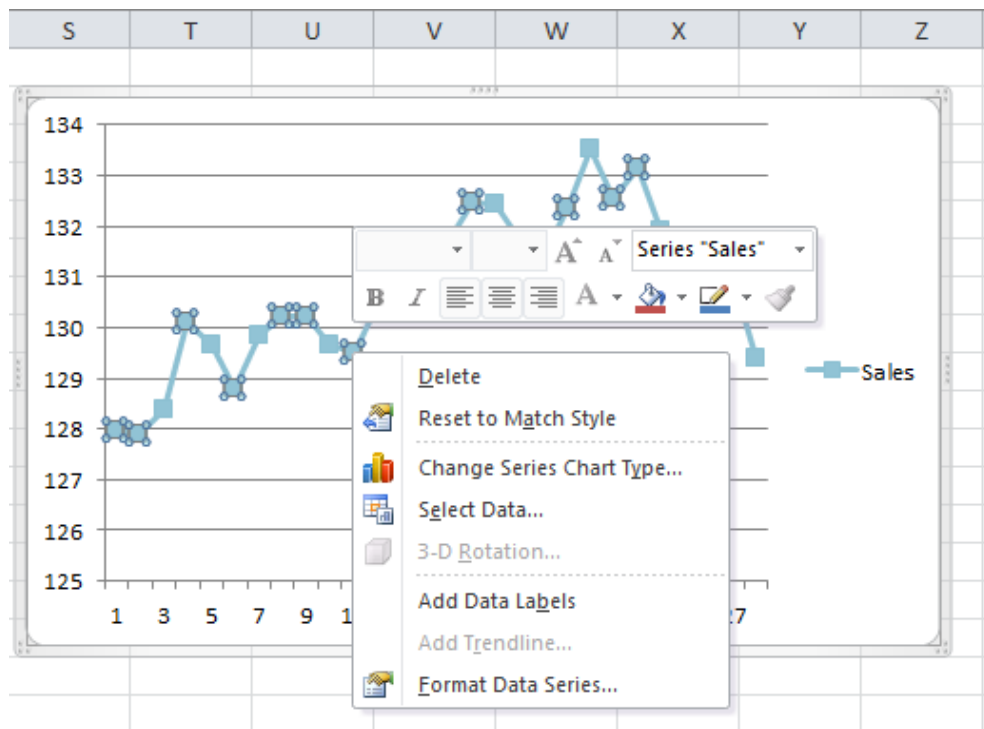 S T U V W X Y Z
134
133
132
131
130
129
128
127
126
125
1 3 5 7 9 1 27
Sales
A A Series "Sales"
B I A
Delete
Reset to Match Style
Change Series Chart Type...
Select Data...
3-D Rotation...
Add Data Labels
Add Trendline...
Format Data Series...